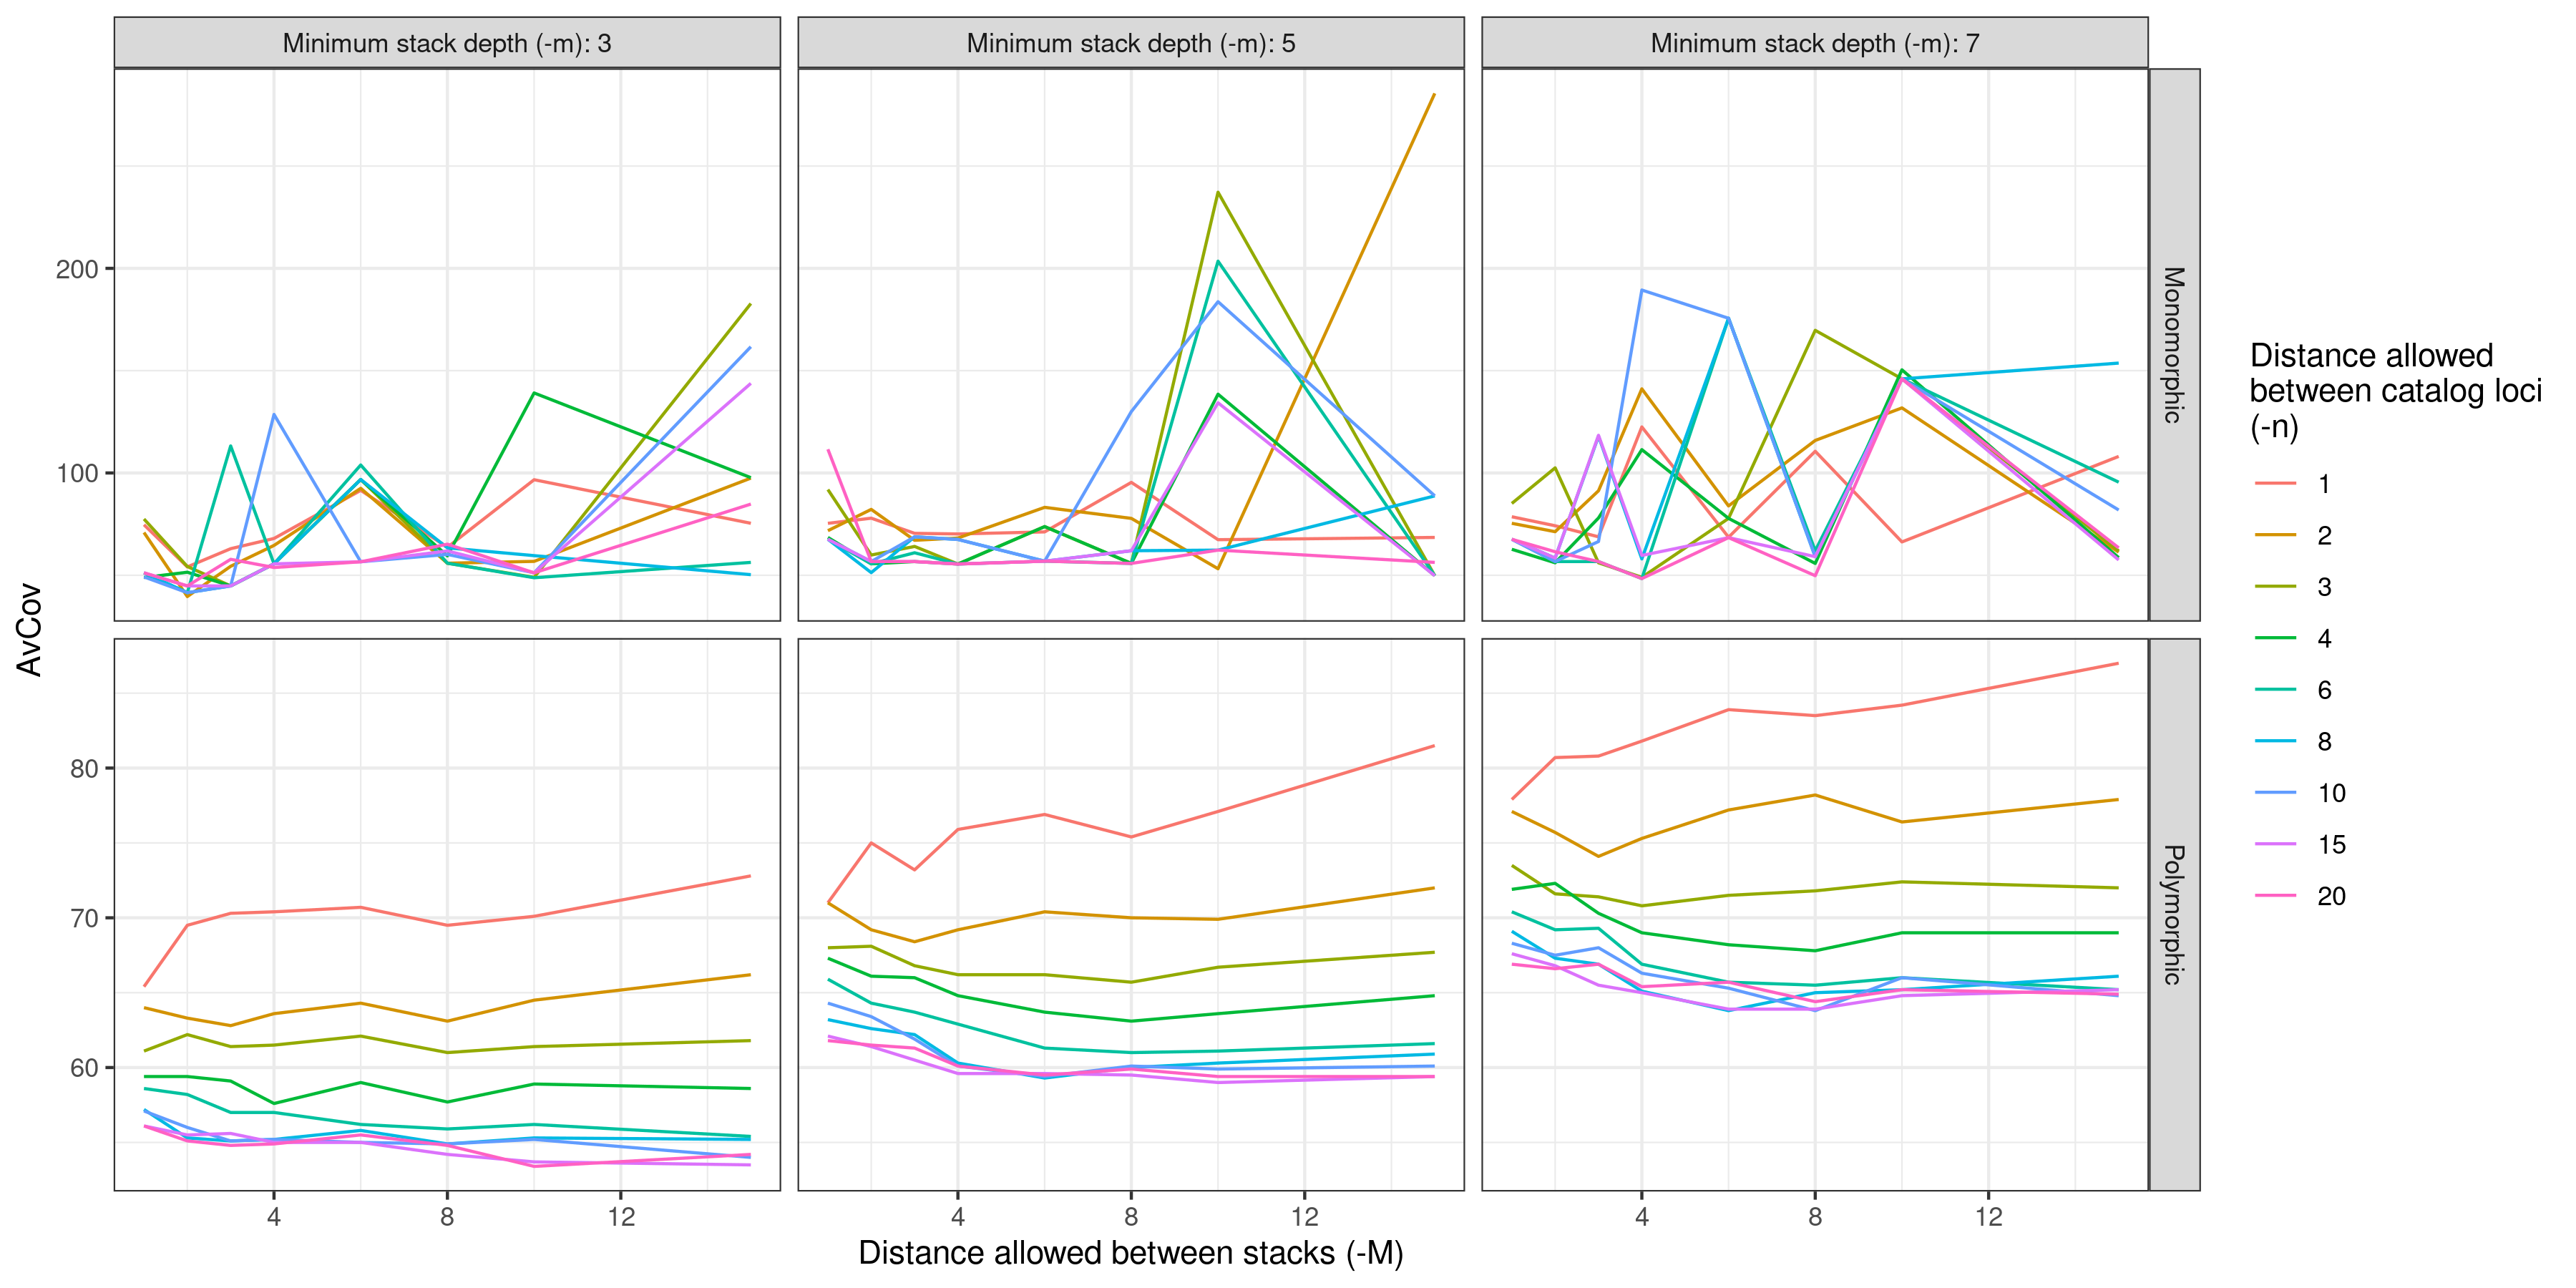 Minimum stack depth (-m): 3
Minimum stack depth (-m): 5
Minimum stack depth (-m): 7
200
100
Monomorphic
80
70
60
Polymorphic
AvCov
4
8
12
4
8
12
4
8
12
Distance allowed between stacks (-M)
Distance allowed
between catalog loci
(-n)
1
2
3
4
6
8
10
15
20